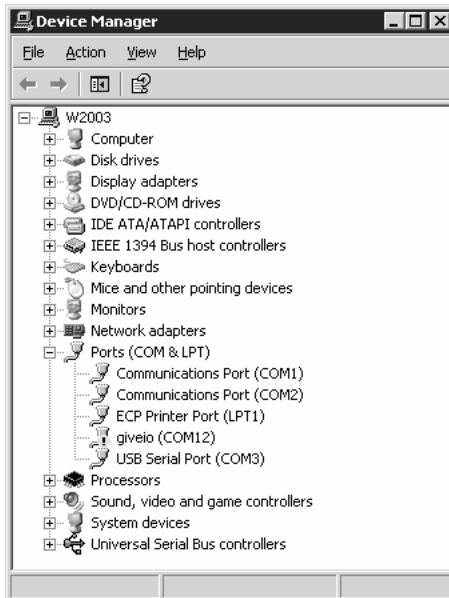 Device Manager
File Action View Help
W2003
Computer
Disk drives
Display adapters
DVD/CD-ROM drives
IDE ATA/ATAPI controllers
IEEE 1394 Bus host controllers
Keyboards
Mice and other pointing devices
Monitors
Network adapters
Ports (COM & LPT)
Communications Port (COM1)
Communications Port (COM2)
ECP Printer Port (LPT1)
giveio (COM12)
USB Serial Port (COM3)
Processors
Sound, video and game controllers
System devices
Universal Serial Bus controllers